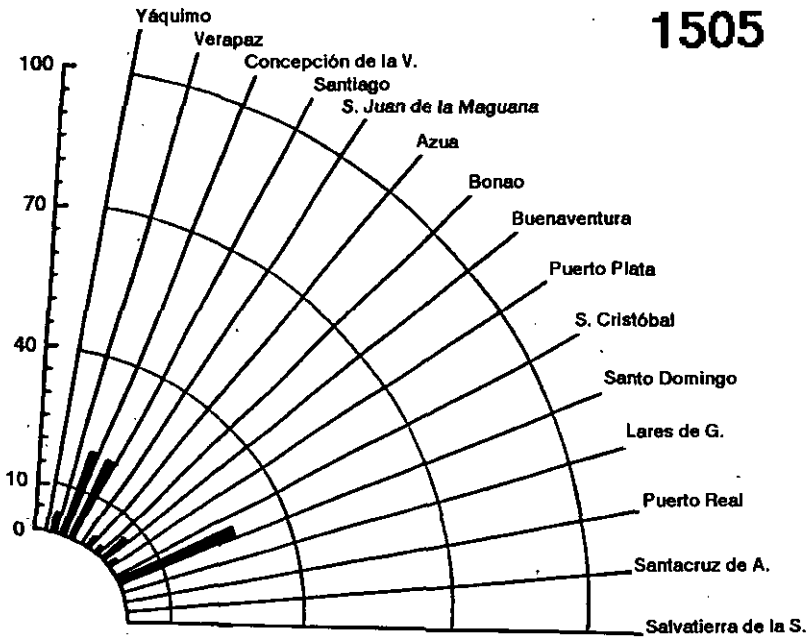 1505
Yáquimo
Verapaz
Concepción de la V.
Santiago
S. Juan de la Maguana
Azua
Bonao
Buenaventura
Puerto Plata
S. Cristóbal
Santo Domingo
Lares de G.
Puerto Real
Santacruz de A.
Salvatierra de la S.
100
70
40
10
0